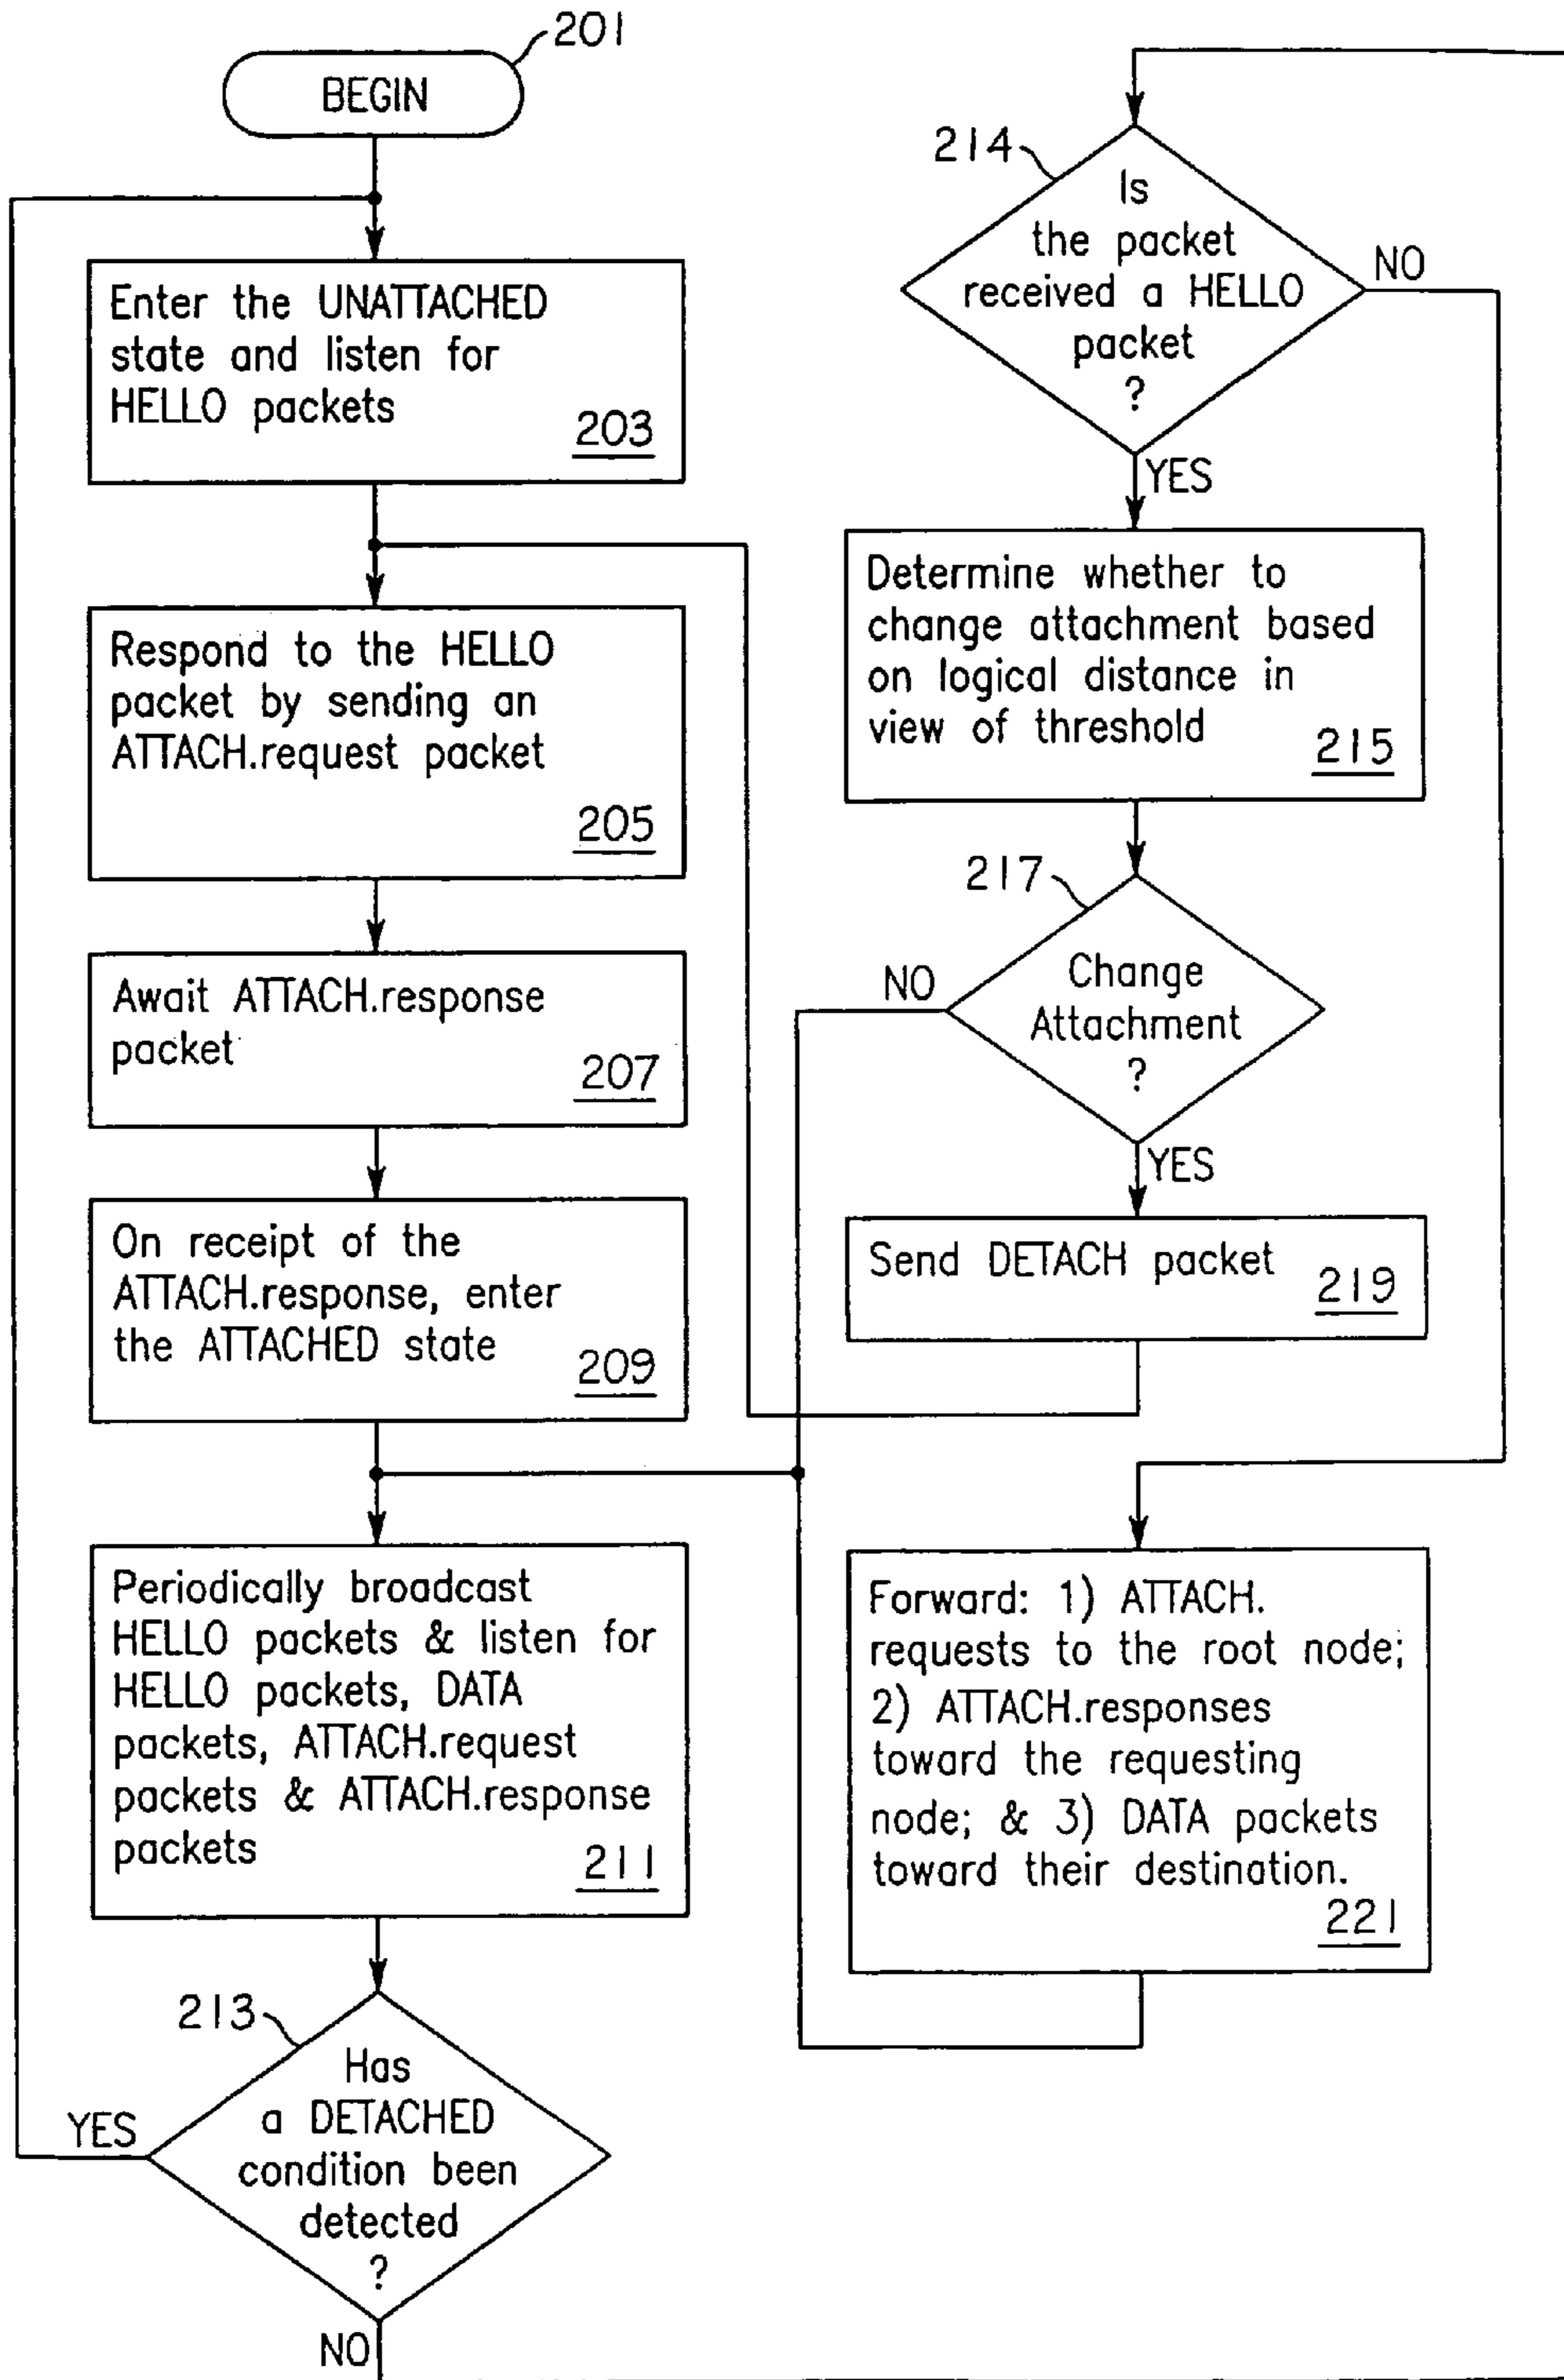 201
BEGIN
Enter the UNATTACHED
state and listen for
HELLO packets
203
Respond to the HELLO
packet by sending an
ATTACH.request packet
205
Await ATTACH.response
packet
207
On receipt of the
ATTACH.response, enter
the ATTACHED state
209
Periodically broadcast
HELLO packets & listen for
HELLO packets, DATA
packets, ATTACH.request
packets & ATTACH.response
packets
211
213
Has
a DETACHED
condition been
detected
?
YES
NO
214
Is
the packet
received a HELLO
packet
?
NO
YES
Determine whether to
change attachment based
on logical distance in
view of threshold
215
217
Change
Attachment
?
NO
YES
Send DETACH packet
219
Forward: 1) ATTACH.
requests to the root node;
2) ATTACH.responses
toward the requesting
node; & 3) DATA packets
toward their destination.
221